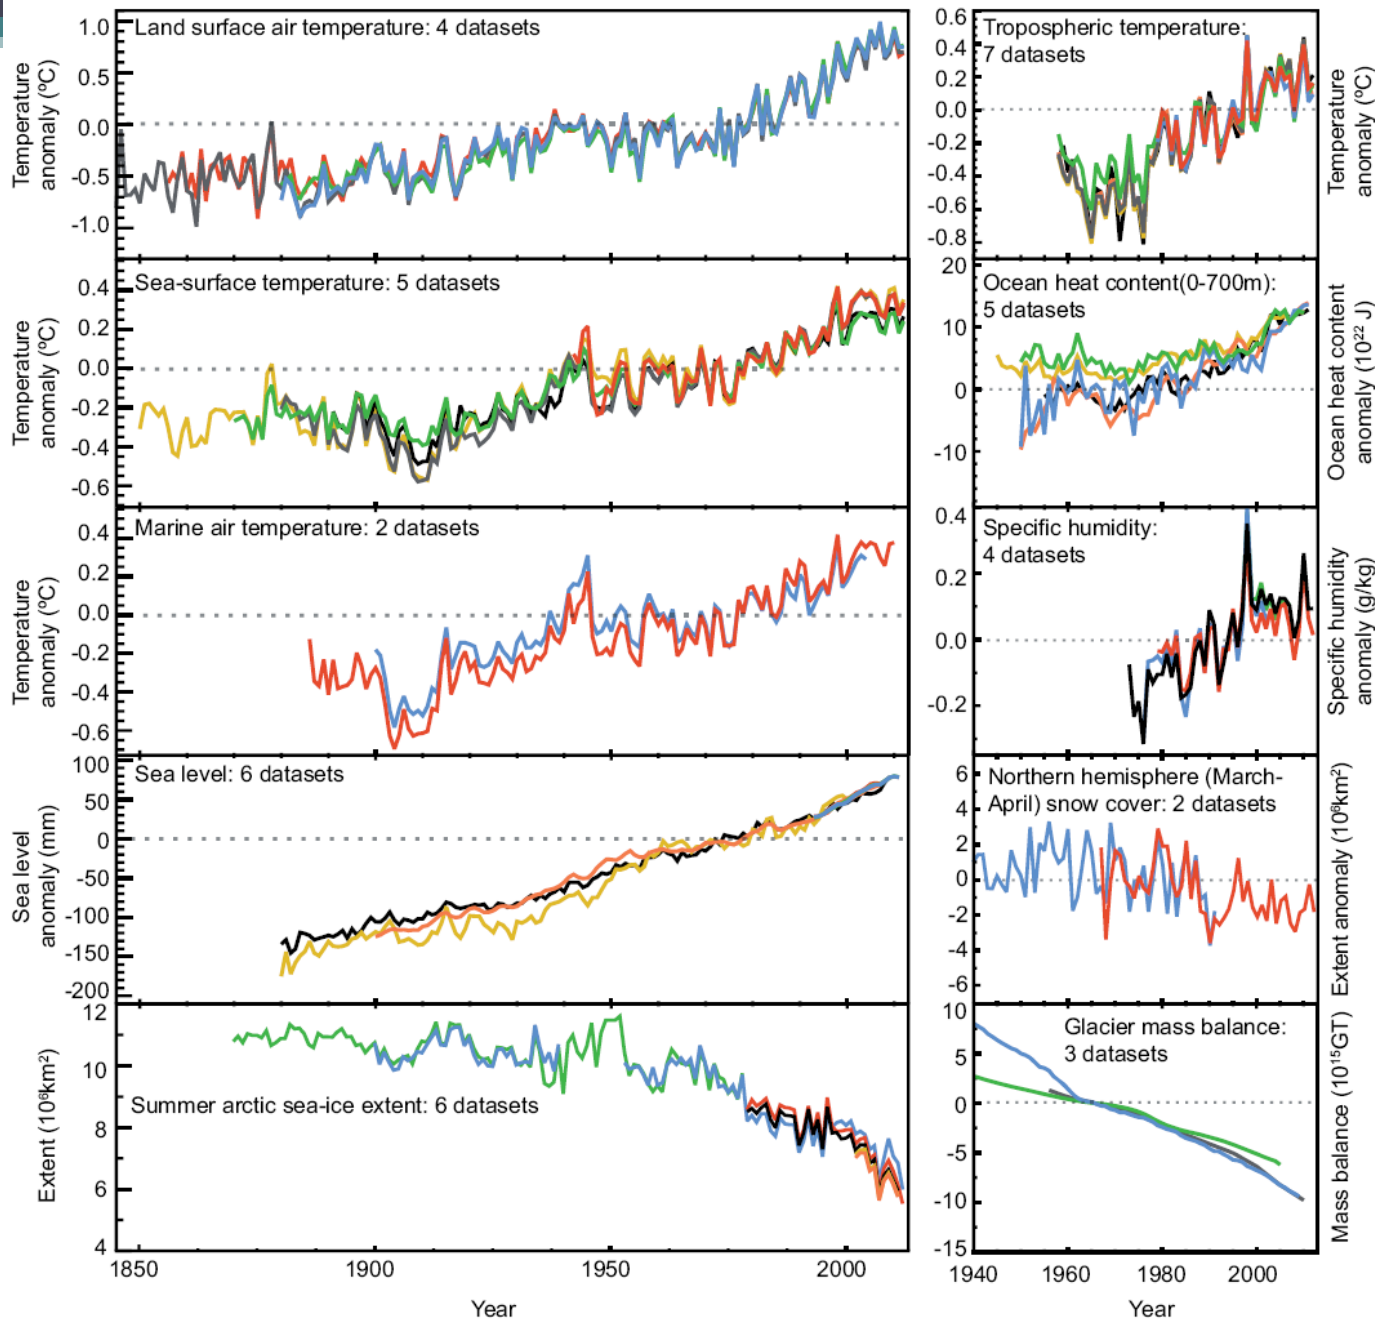 Land surface air temperature: 4 datasets
Temperature
anomaly (ºC)
1.0
0.5
0.0
-0.5
-1.0
Sea-surface temperature: 5 datasets
Temperature
anomaly (ºC)
0.4
0.2
0.0
-0.2
-0.4
-0.6
Marine air temperature: 2 datasets
Temperature
anomaly (ºC)
0.4
0.2
0.0
-0.2
-0.4
-0.6
Sea level: 6 datasets
Sea level
anomaly (mm)
100
50
0
-50
-100
-150
-200
Summer arctic sea-ice extent: 6 datasets
Extent (10⁶km²)
12
10
8
6
4
1850
1900
1950
2000
Year
Tropospheric temperature:
7 datasets
0.6
0.4
0.2
0.0
-0.2
-0.4
-0.6
-0.8
Temperature
anomaly (ºC)
Ocean heat content(0-700m):
5 datasets
20
10
0
-10
Ocean heat content
anomaly (10²² J)
Specific humidity:
4 datasets
0.4
0.2
0.0
-0.2
Specific humidity
anomaly (g/kg)
Northern hemisphere (March-
April) snow cover: 2 datasets
6
4
2
0
-2
-4
-6
Extent anomaly (10⁶km²)
Glacier mass balance:
3 datasets
10
5
0
-5
-10
-15
Mass balance (10¹⁵GT)
1940
1960
1980
2000
Year